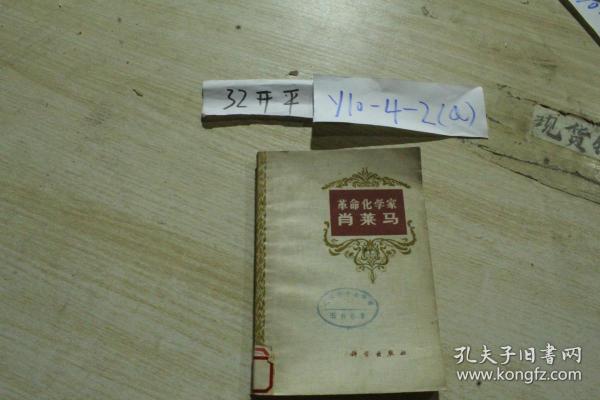 32开平
Y10-4-2(a)
现货
革命化学家
肖莱马
科学出版社
孔夫子旧书网
www.kongfz.com